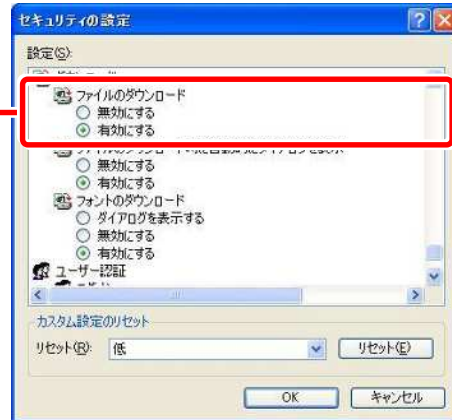 セキュリティの設定
設定(S):
ファイルのダウンロード
無効にする
有効にする
無効にする
有効にする
フォントのダウンロード
ダイアログを表示する
無効にする
有効にする
ユーザー認証
カスタム設定のリセット
リセット(R): 低 リセット(E)
OK キャンセル